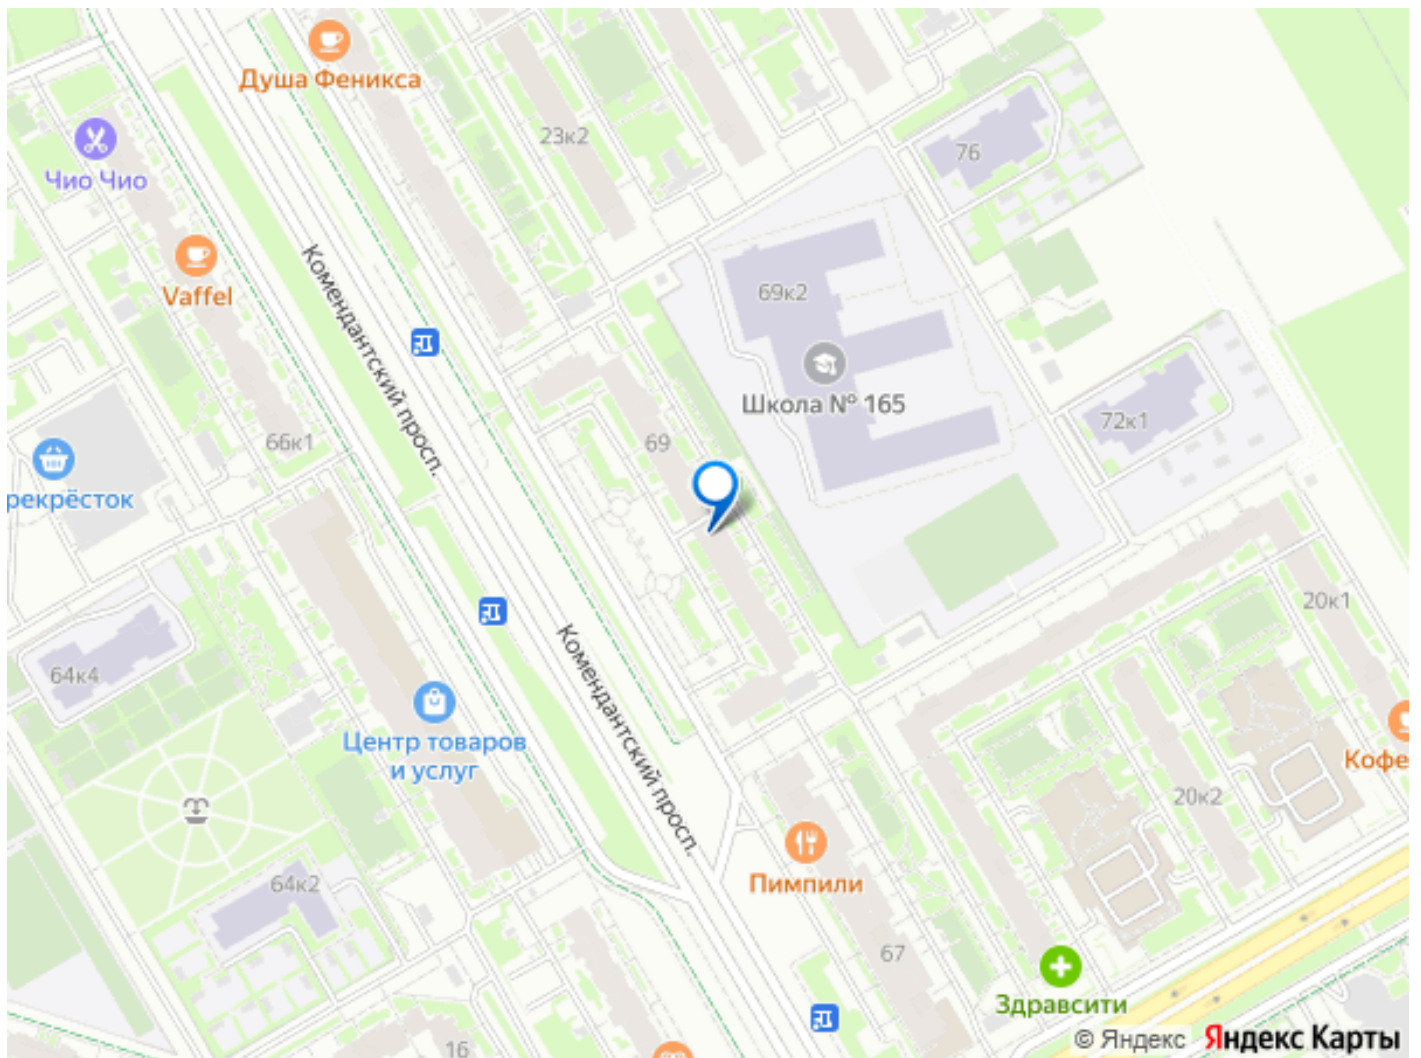 Душа Феникса
23к2
76
Чио Чио
Vaffel
Комендантский просп.
69к2
Школа № 165
66к1
69
72к1
рекрёсток
20к1
64к4
Комендантский просп.
Центр товаров
и услуг
Кофе
20к2
Пимпили
64к2
67
Здравсити
16
© Яндекс Яндекс Карты